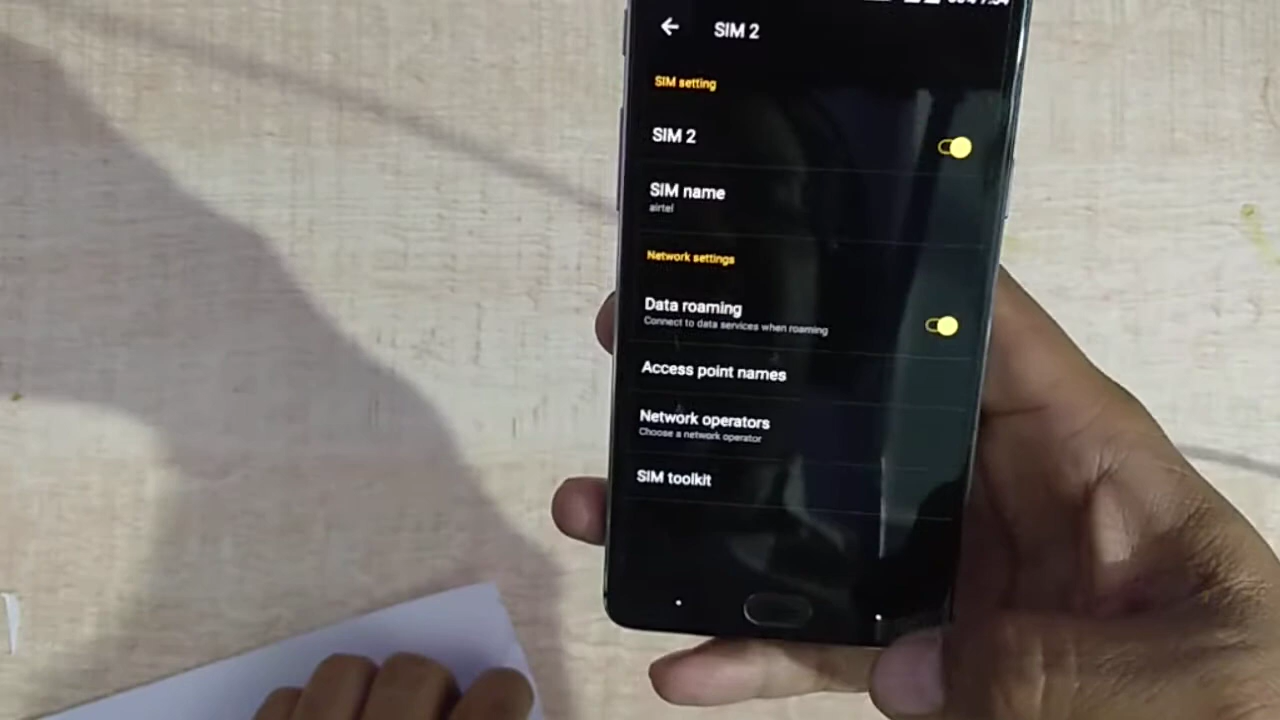 SIM 2
SIM setting
SIM 2
SIM name
airtel
Network settings
Data roaming
Connect to data services when roaming
Access point names
Network operators
Choose a network operator
SIM toolkit